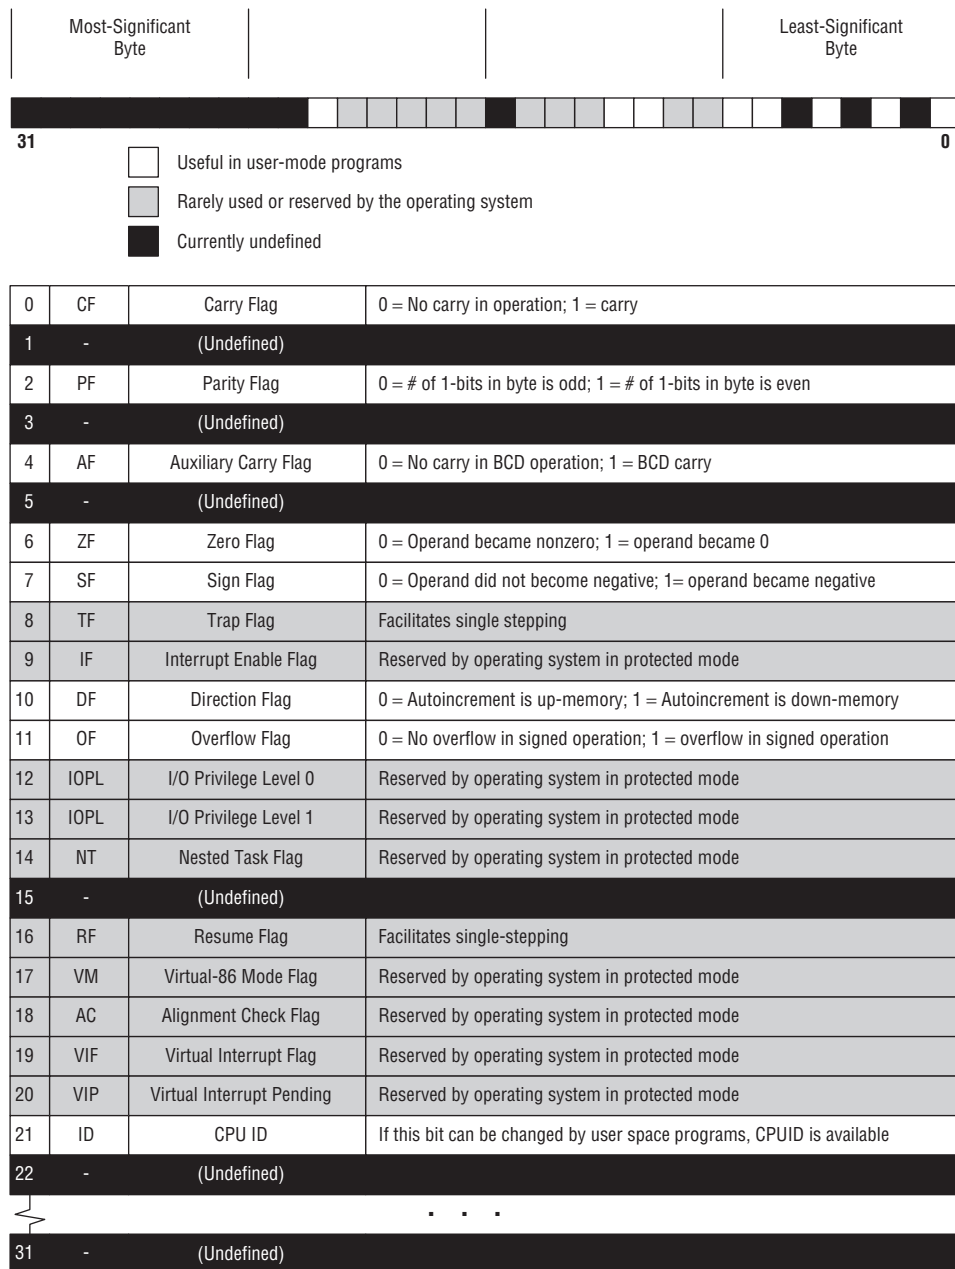 Most-Significant
Byte
Least-Significant
Byte
31
0
Useful in user-mode programs
Rarely used or reserved by the operating system
Currently undefined
0 CF Carry Flag 0 = No carry in operation; 1 = carry
1 - (Undefined)
2 PF Parity Flag 0 = # of 1-bits in byte is odd; 1 = # of 1-bits in byte is even
3 - (Undefined)
4 AF Auxiliary Carry Flag 0 = No carry in BCD operation; 1 = BCD carry
5 - (Undefined)
6 ZF Zero Flag 0 = Operand became nonzero; 1 = operand became 0
7 SF Sign Flag 0 = Operand did not become negative; 1= operand became negative
8 TF Trap Flag Facilitates single stepping
9 IF Interrupt Enable Flag Reserved by operating system in protected mode
10 DF Direction Flag 0 = Autoincrement is up-memory; 1 = Autoincrement is down-memory
11 OF Overflow Flag 0 = No overflow in signed operation; 1 = overflow in signed operation
12 IOPL I/O Privilege Level 0 Reserved by operating system in protected mode
13 IOPL I/O Privilege Level 1 Reserved by operating system in protected mode
14 NT Nested Task Flag Reserved by operating system in protected mode
15 - (Undefined)
16 RF Resume Flag Facilitates single-stepping
17 VM Virtual-86 Mode Flag Reserved by operating system in protected mode
18 AC Alignment Check Flag Reserved by operating system in protected mode
19 VIF Virtual Interrupt Flag Reserved by operating system in protected mode
20 VIP Virtual Interrupt Pending Reserved by operating system in protected mode
21 ID CPU ID If this bit can be changed by user space programs, CPUID is available
22 - (Undefined)
. . .
31 - (Undefined)